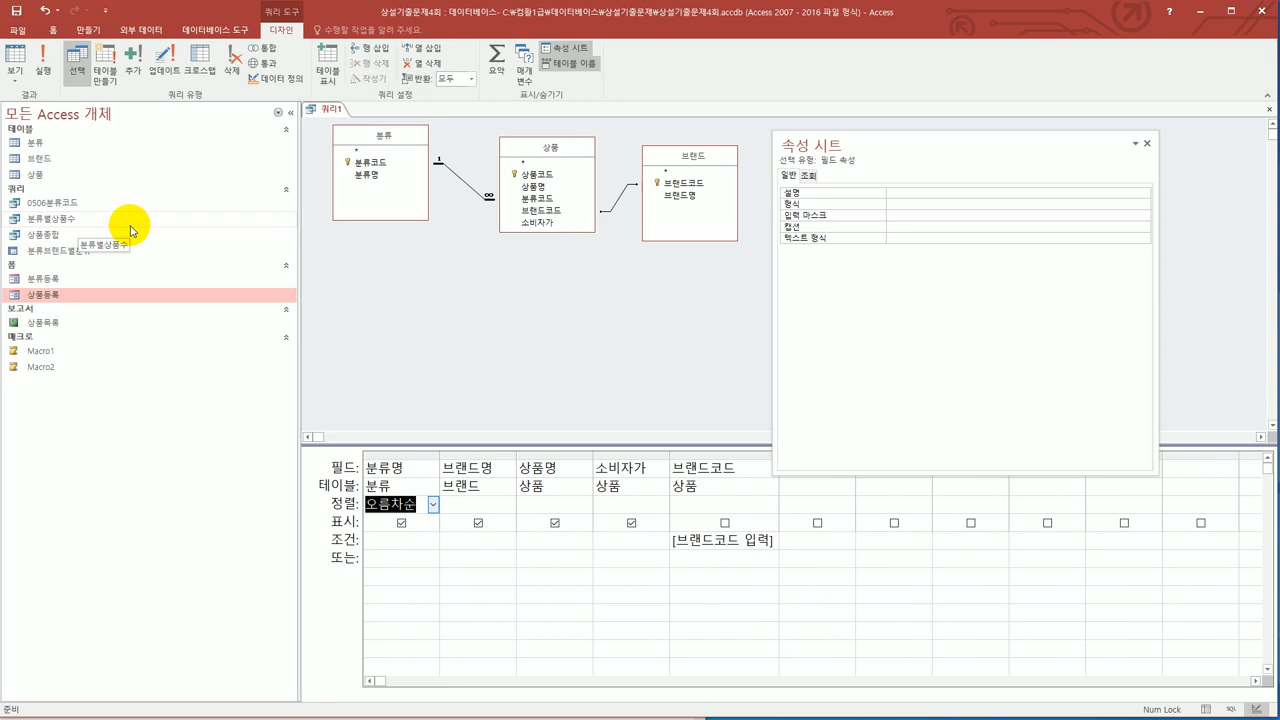 쿼리 도구
상설기출문제4회 : 데이터베이스- C:₩컴활1급₩데이터베이스₩상설기출문제₩상설기출문제4회.accdb (Access 2007 - 2016 파일 형식) - Access
파일 홈 만들기 외부 데이터 데이터베이스 도구 디자인 수행할 작업을 알려 주세요.
보기 실행 선택 테이블 만들기 추가 업데이트 크로스탭 삭제 통합 통과 데이터 정의
테이블 표시 행 삽입 행 삭제 작성기 열 삽입 열 삭제 반환: 모두
요약 매개 변수 속성 시트 테이블 이름
결과 쿼리 유형 쿼리 설정 표시/숨기기
모든 Access 개체
테이블
분류
브랜드
상품
쿼리
0506분류코드
분류별상품수
상품종합
분류별상품수
폼
분류등록
상품등록
보고서
상품목록
매크로
Macro1
Macro2
쿼리1
분류
*
분류코드
분류명
1
∞
상품
*
상품코드
상품명
분류코드
브랜드코드
소비자가
브랜드
*
브랜드코드
브랜드명
속성 시트
선택 유형: 필드 속성
일반 조회
설명
형식
입력 마스크
캡션
텍스트 형식
필드: 분류명 브랜드명 상품명 소비자가 브랜드코드
테이블: 분류 브랜드 상품 상품 상품
정렬: 오름차순
표시:
조건: [브랜드코드 입력]
또는:
준비
Num Lock
SQL